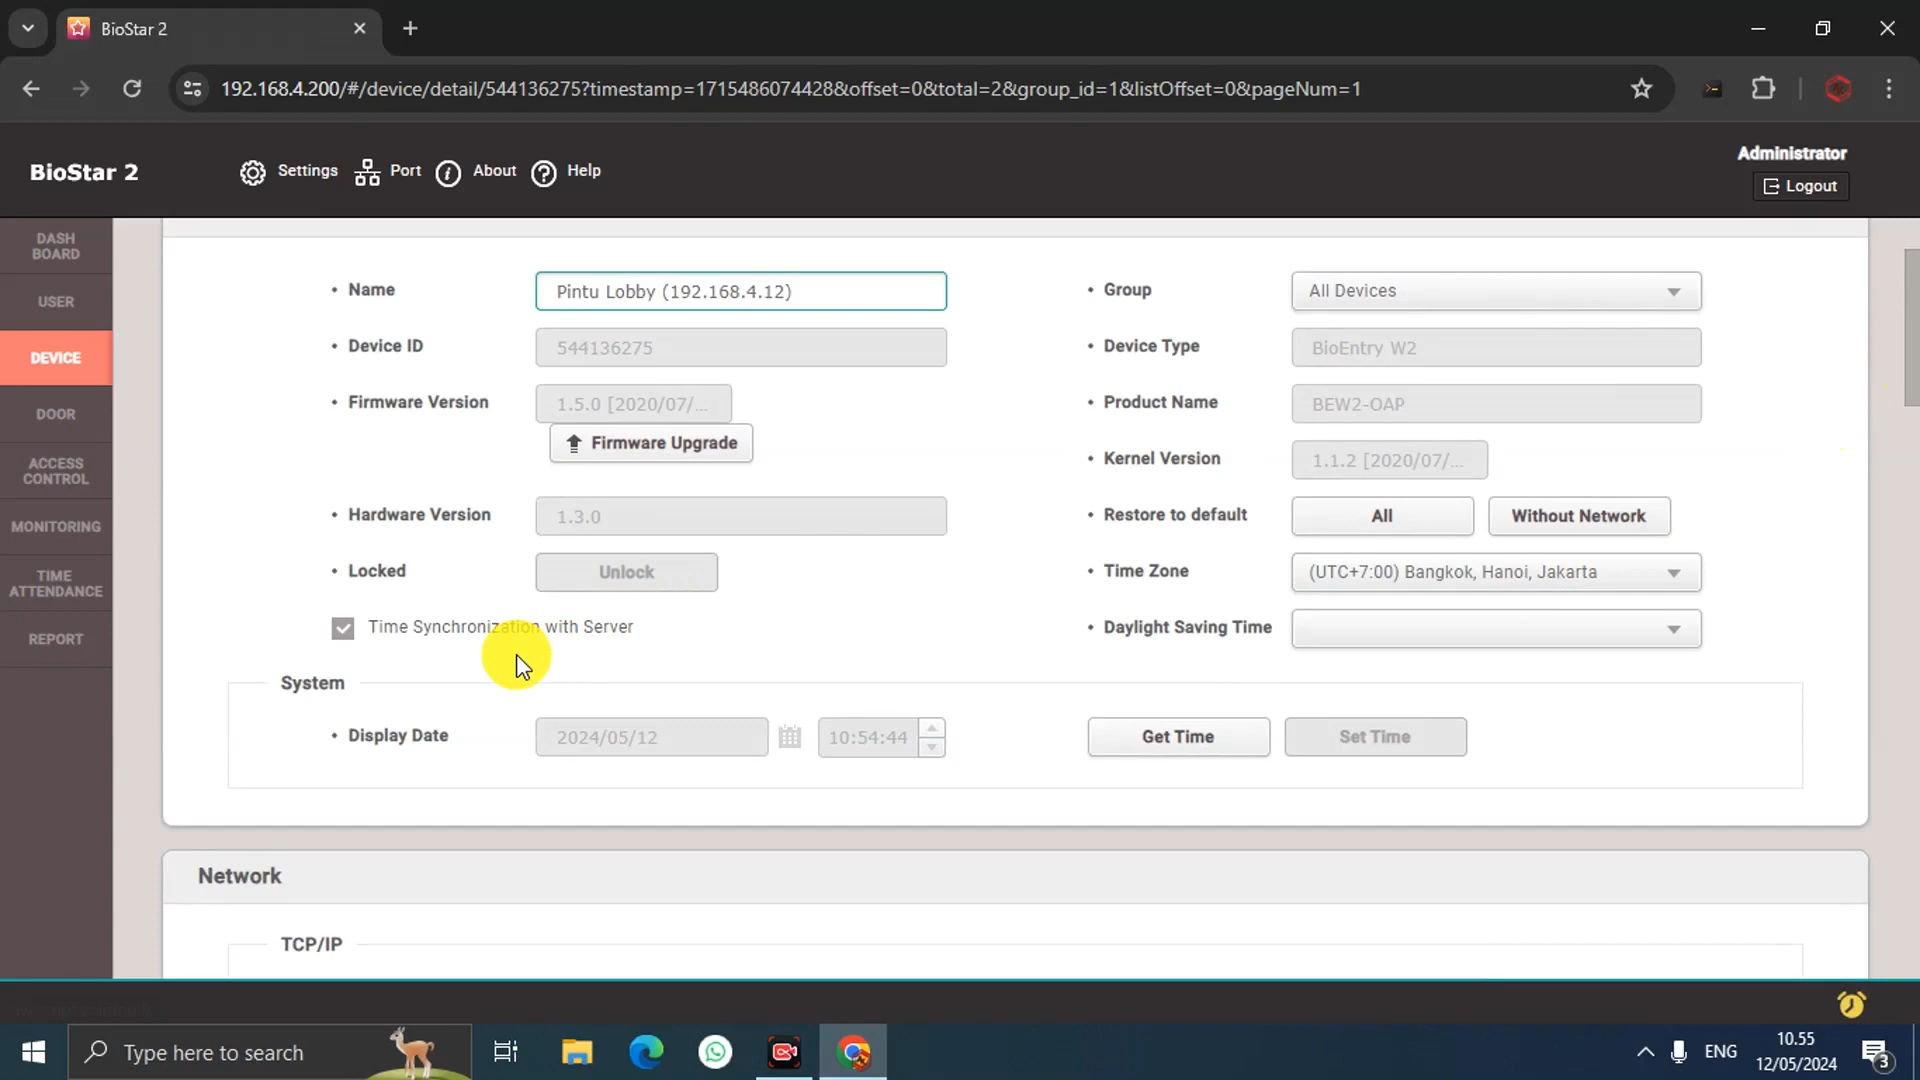 BioStar 2
192.168.4.200/#/device/detail/544136275?timestamp=1715486074428&offset=0&total=2&group_id=1&listOffset=0&pageNum=1
BioStar 2
Settings
Port
About
Help
Administrator
Logout
DASH
BOARD
USER
DEVICE
DOOR
ACCESS
CONTROL
MONITORING
TIME
ATTENDANCE
REPORT
Name
Pintu Lobby (192.168.4.12)
Group
All Devices
Device ID
544136275
Device Type
BioEntry W2
Firmware Version
1.5.0 [2020/07/...
Firmware Upgrade
Product Name
BEW2-OAP
Kernel Version
1.1.2 [2020/07/...
Hardware Version
1.3.0
Restore to default
All
Without Network
Locked
Unlock
Time Zone
(UTC+7:00) Bangkok, Hanoi, Jakarta
Time Synchronization with Server
Daylight Saving Time
System
Display Date
2024/05/12
10:54:44
Get Time
Set Time
Network
TCP/IP
Type here to search
ENG
10.55
12/05/2024
3